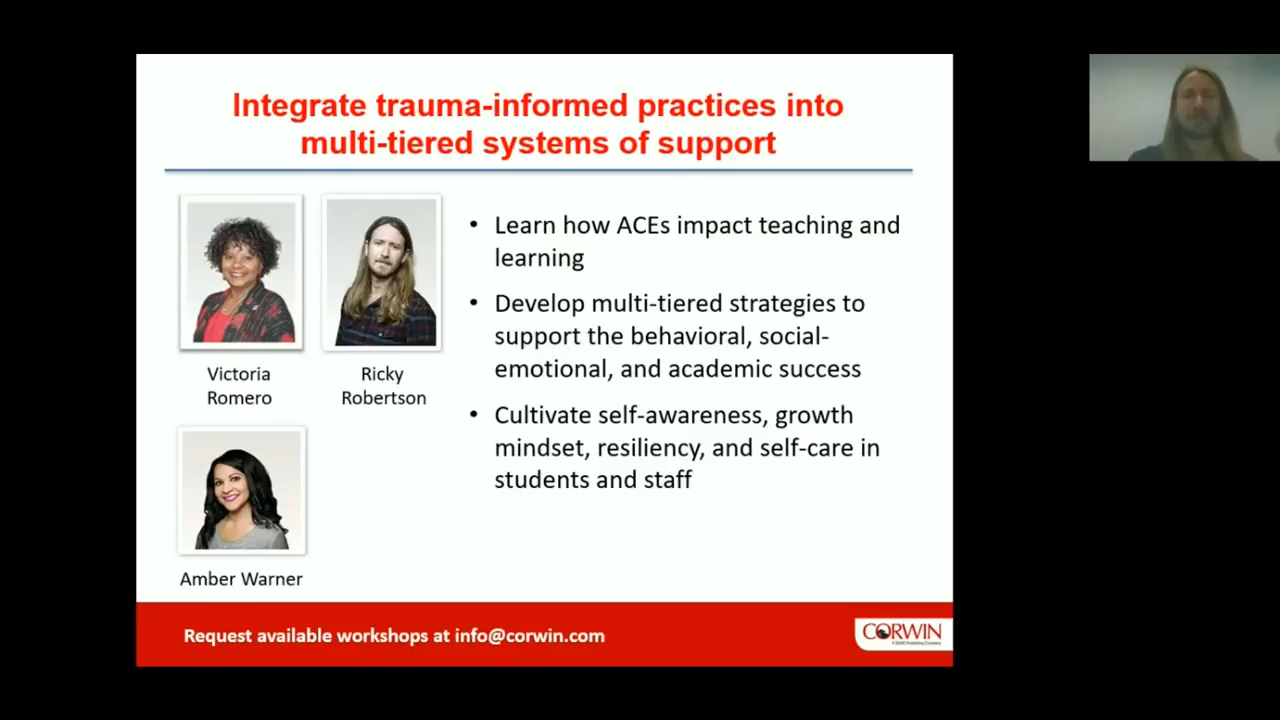 Integrate trauma-informed practices into
multi-tiered systems of support
Victoria
Romero
Ricky
Robertson
Amber Warner
• Learn how ACEs impact teaching and
learning
• Develop multi-tiered strategies to
support the behavioral, social-
emotional, and academic success
• Cultivate self-awareness, growth
mindset, resiliency, and self-care in
students and staff
Request available workshops at info@corwin.com
CORWIN